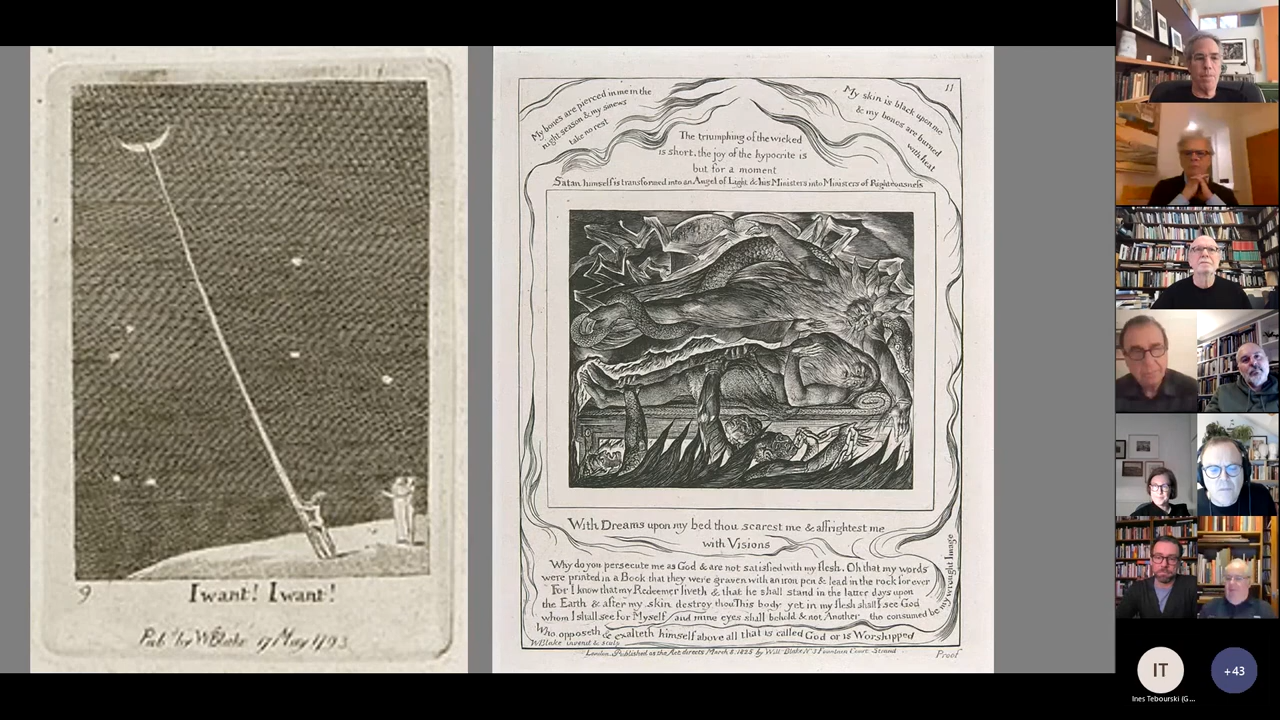 9
I want! I want!
Pub. by W Blake 17 May 1793
11
My bones are pierced in me in the
night season & my sinews
take no rest
My skin is black upon me
& my bones are burned
with heat
The triumphing of the wicked
is short, the joy of the hypocrite is
but for a moment
Satan himself is transformed into an Angel of Light & his Ministers into Ministers of Righteousness
With Dreams upon my bed thou scarest me & affrightest me
with Visions
Why do you persecute me as God & are not satisfied with my flesh. Oh that my words
were printed in a Book that they were graven with an iron pen & lead in the rock for ever
For I know that my Redeemer liveth & that he shall stand in the latter days upon
the Earth & after my skin destroy thou This body yet in my flesh shall I see God
whom I shall see for Myself and mine eyes shall behold & not Another tho consumed be my wrought Image
Who opposeth & exalteth himself above all that is called God or is Worshipped
WBlake invenit & sculp
London. Published as the Act directs March 8. 1825 by Will Blake N 3 Fountain Court Strand
Proof
IT
+43
Ines Tebourski (G...